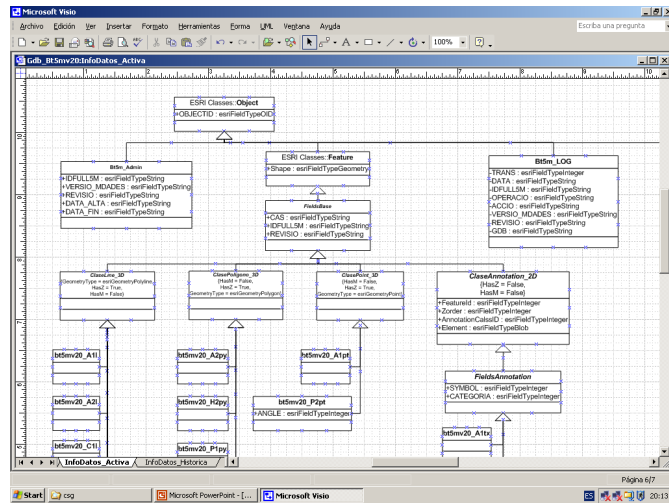 Microsoft Visio
Archivo Edición Ver Insertar Formato Herramientas Forma UML Ventana Ayuda
Escriba una pregunta
100%
Gdb_Bt5mv20:InfoDatos_Activa
ESRI Classes::Object
+OBJECTID : esriFieldTypeOID
Bt5m_Admin
+IDFULL5M : esriFieldTypeString
+VERSIO_MDADES : esriFieldTypeString
+REVISIO : esriFieldTypeString
+DATA_ALTA : esriFieldTypeString
+DATA_FIN : esriFieldTypeString
ESRI Classes::Feature
+Shape : esriFieldTypeGeometry
Bt5m_LOG
-TRANS : esriFieldTypeInteger
-DATA : esriFieldTypeString
-IDFULL5M : esriFieldTypeString
-OPERACIO : esriFieldTypeString
-ACCIO : esriFieldTypeString
-VERSIO_MDADES : esriFieldTypeString
-REVISIO : esriFieldTypeString
-GDB : esriFieldTypeString
FieldsBase
+CAS : esriFieldTypeString
+IDFULL5M : esriFieldTypeString
+REVISIO : esriFieldTypeString
ClaseLine_3D
{GeometryType = esriGeometryPolyline,
HasZ = True,
HasM = False}
ClasePoligono_3D
{HasM = False,
HasZ = True,
GeometryType = esriGeometryPolygon}
ClasePoint_3D
{HasM = False,
HasZ = True,
GeometryType = esriGeometryPoint}
ClaseAnnotation_2D
{HasZ = False,
HasM = False}
+FeatureId : esriFieldTypeInteger
+Zorder : esriFieldTypeInteger
+AnnotationCalssID : esriFieldTypeInteger
+Element : esriFieldTypeBlob
bt5mv20_A1l
bt5mv20_A2py
bt5mv20_A1pt
FieldsAnnotation
+SYMBOL : esriFieldTypeInteger
+CATEGORIA : esriFieldTypeInteger
bt5mv20_A2l
bt5mv20_H2py
bt5mv20_P2pt
+ANGLE : esriFieldTypeInteger
bt5mv20_C1l
bt5mv20_P1py
bt5mv20_A1tx
InfoDatos_Activa InfoDatos_Historica
Página 6/7
Start csg Microsoft PowerPoint - [... Microsoft Visio ES 20:13